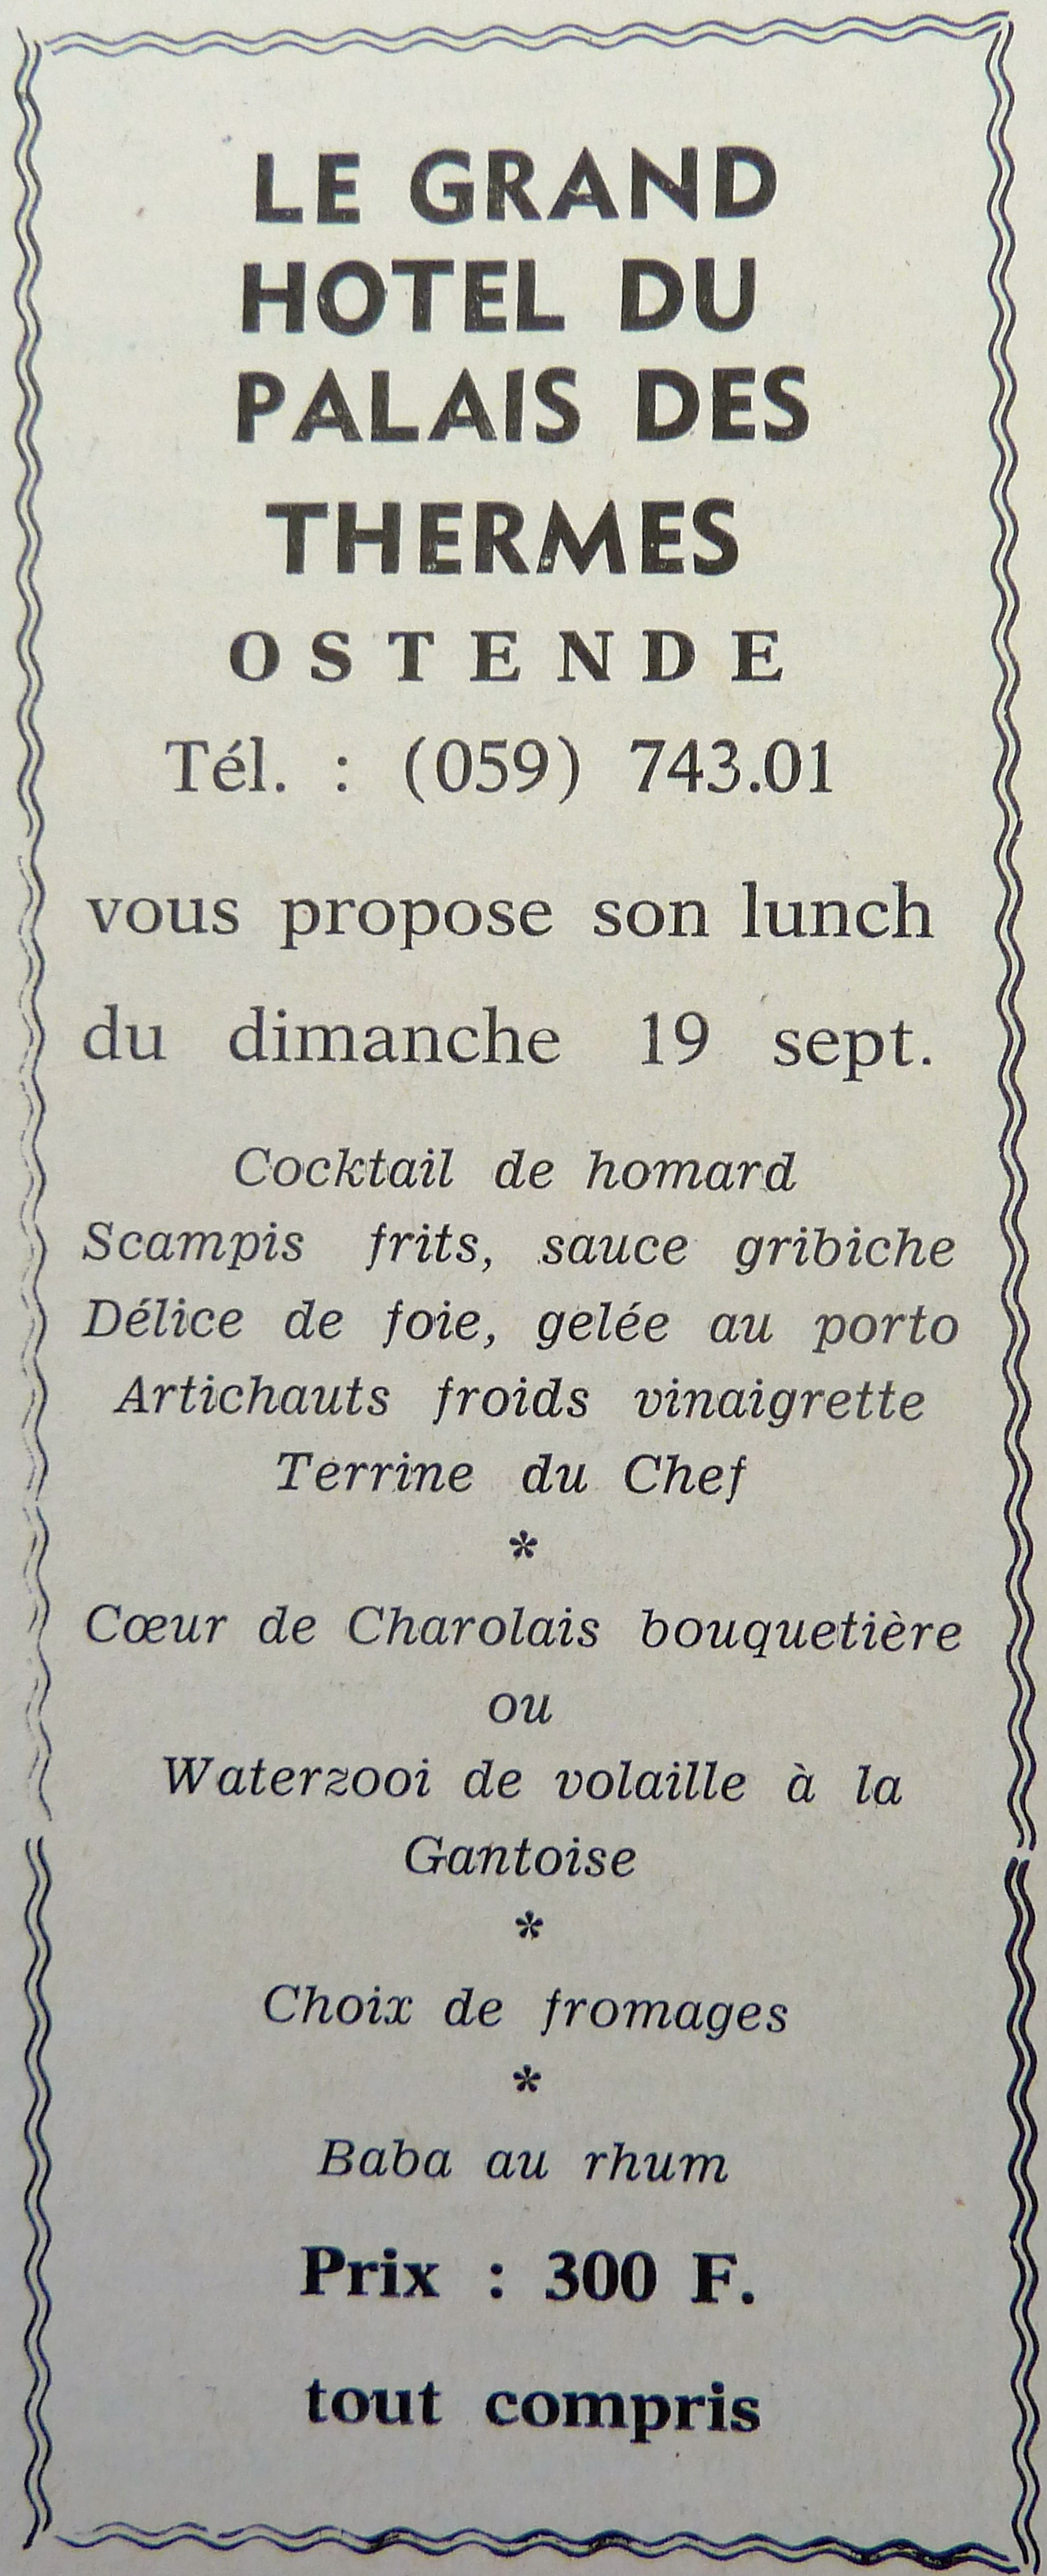 LE GRAND
HOTEL DU
PALAIS DES
THERMES
OSTENDE
Tél. : (059) 743.01
vous propose son lunch
du dimanche 19 sept.
Cocktail de homard
Scampis frits, sauce gribiche
Délice de foie, gelée au porto
Artichauts froids vinaigrette
Terrine du Chef
*
Cœur de Charolais bouquetière
ou
Waterzooi de volaille à la
Gantoise
*
Choix de fromages
*
Baba au rhum
Prix : 300 F.
tout compris